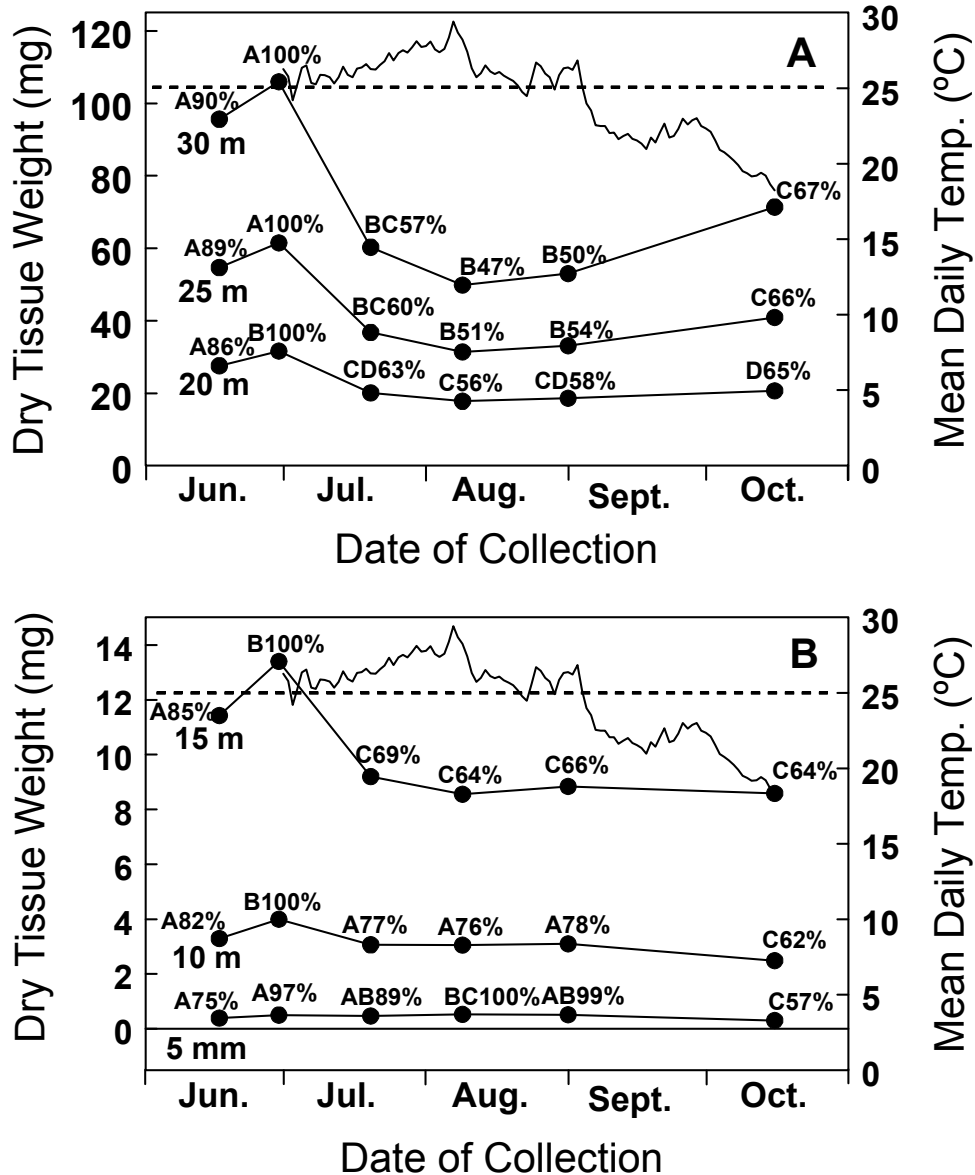 Dry Tissue Weight (mg)
120
100
80
60
40
20
0
A
30
25
20
15
10
5
0
Mean Daily Temp. (ºC)
A90%
A100%
30 m
BC57%
B47%
B50%
C67%
A89%
A100%
25 m
BC60%
B51%
B54%
C66%
A86%
B100%
20 m
CD63%
C56%
CD58%
D65%
Jun. Jul. Aug. Sept. Oct.
Date of Collection
Dry Tissue Weight (mg)
14
12
10
8
6
4
2
0
B
30
25
20
15
10
5
0
Mean Daily Temp. (ºC)
A85%
B100%
15 m
C69%
C64%
C66%
C64%
A82%
B100%
10 m
A77%
A76%
A78%
C62%
A75%
A97%
AB89%
BC100%
AB99%
C57%
5 mm
Jun. Jul. Aug. Sept. Oct.
Date of Collection